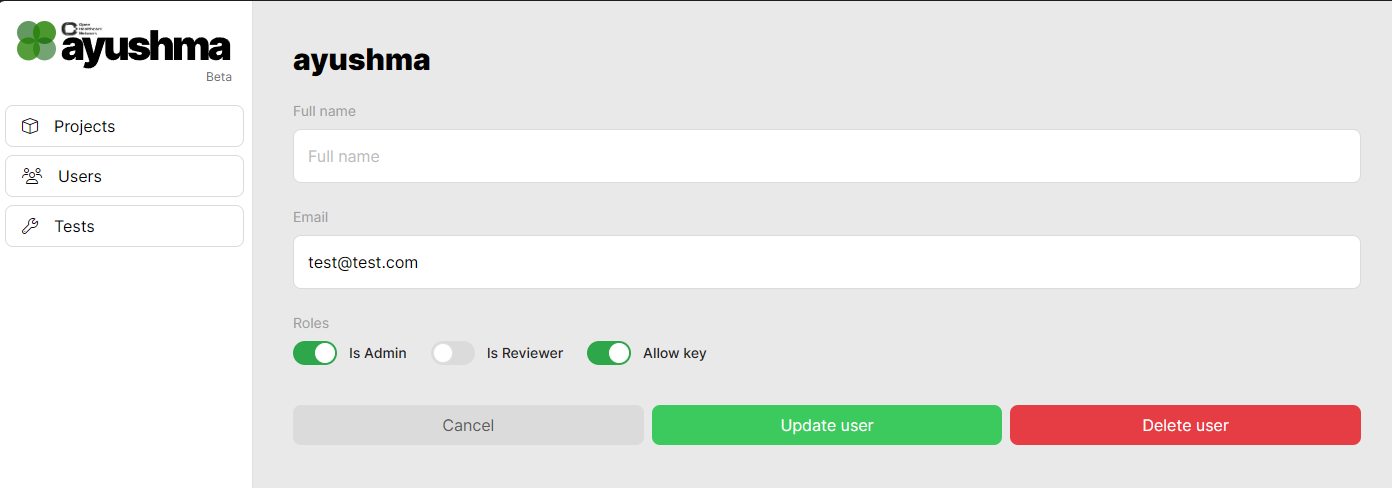 Open
Healthcare
Network
ayushma
Beta
Projects
Users
Tests
ayushma
Full name
Full name
Email
test@test.com
Roles
Is Admin Is Reviewer Allow key
Cancel Update user Delete user